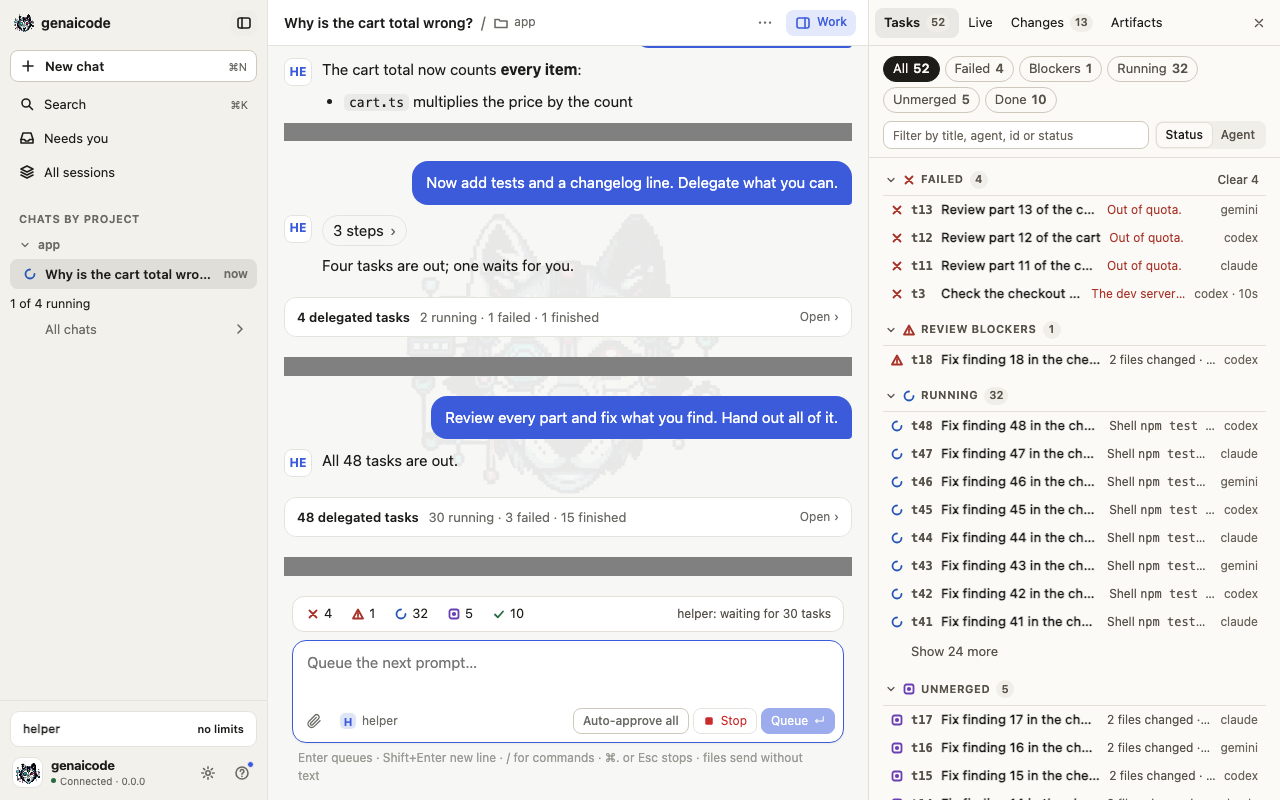 genaicode
New chat ⌘N
Search ⌘K
Needs you
All sessions
CHATS BY PROJECT
app
Why is the cart total wro... now
1 of 4 running
All chats
helper no limits
genaicode
Connected · 0.0.0
Why is the cart total wrong? / app
Work
HE The cart total now counts every item:
• cart.ts multiplies the price by the count
Now add tests and a changelog line. Delegate what you can.
HE 3 steps ›
Four tasks are out; one waits for you.
4 delegated tasks 2 running · 1 failed · 1 finished Open ›
Review every part and fix what you find. Hand out all of it.
HE All 48 tasks are out.
48 delegated tasks 30 running · 3 failed · 15 finished Open ›
4 1 32 5 10 helper: waiting for 30 tasks
Queue the next prompt...
H helper Auto-approve all Stop Queue ↵
Enter queues · Shift+Enter new line · / for commands · ⌘. or Esc stops · files send without
text
Tasks 52 Live Changes 13 Artifacts
All 52 Failed 4 Blockers 1 Running 32
Unmerged 5 Done 10
Filter by title, agent, id or status Status Agent
FAILED 4 Clear 4
t13 Review part 13 of the c... Out of quota. gemini
t12 Review part 12 of the cart Out of quota. codex
t11 Review part 11 of the c... Out of quota. claude
t3 Check the checkout ... The dev server... codex · 10s
REVIEW BLOCKERS 1
t18 Fix finding 18 in the che... 2 files changed · ... codex
RUNNING 32
t48 Fix finding 48 in the ch... Shell npm test ... codex
t47 Fix finding 47 in the ch... Shell npm test... claude
t46 Fix finding 46 in the ch... Shell npm test... gemini
t45 Fix finding 45 in the ch... Shell npm test ... codex
t44 Fix finding 44 in the ch... Shell npm test... claude
t43 Fix finding 43 in the ch... Shell npm test... gemini
t42 Fix finding 42 in the ch... Shell npm test ... codex
t41 Fix finding 41 in the ch... Shell npm test... claude
Show 24 more
UNMERGED 5
t17 Fix finding 17 in the ch... 2 files changed ·... claude
t16 Fix finding 16 in the ch... 2 files changed ·... gemini
t15 Fix finding 15 in the che... 2 files changed · ... codex